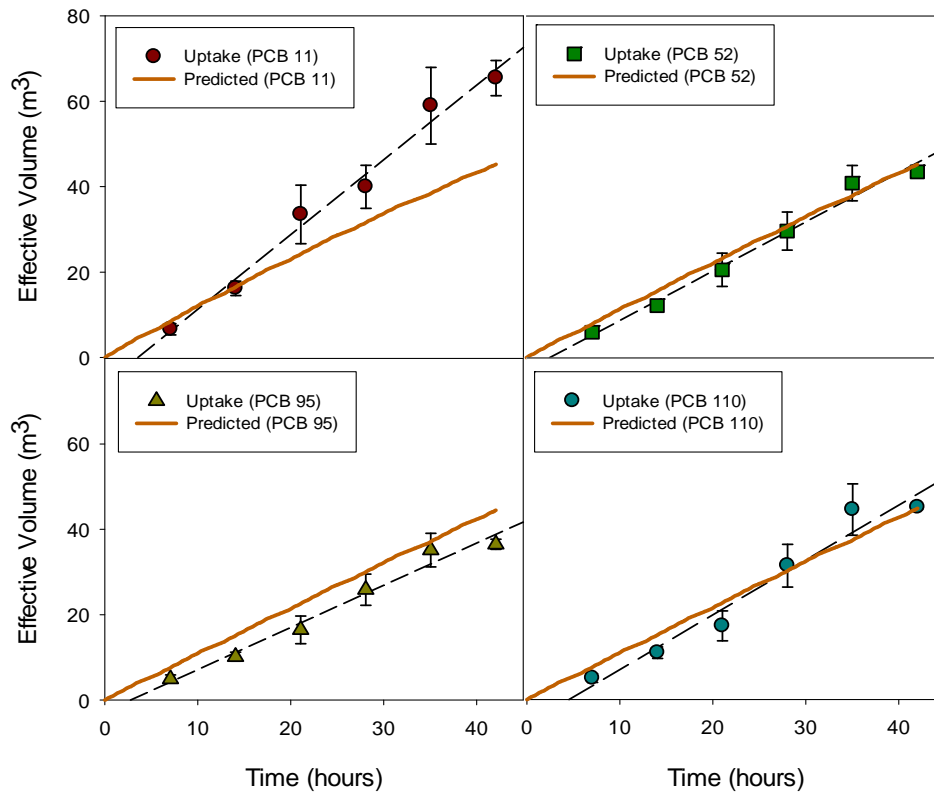 Effective Volume (m³)
80
60
40
20
0
Uptake (PCB 11)
Predicted (PCB 11)
Uptake (PCB 52)
Predicted (PCB 52)
Effective Volume (m³)
60
40
20
0
Uptake (PCB 95)
Predicted (PCB 95)
Uptake (PCB 110)
Predicted (PCB 110)
0 10 20 30 40
0 10 20 30 40
Time (hours)
Time (hours)